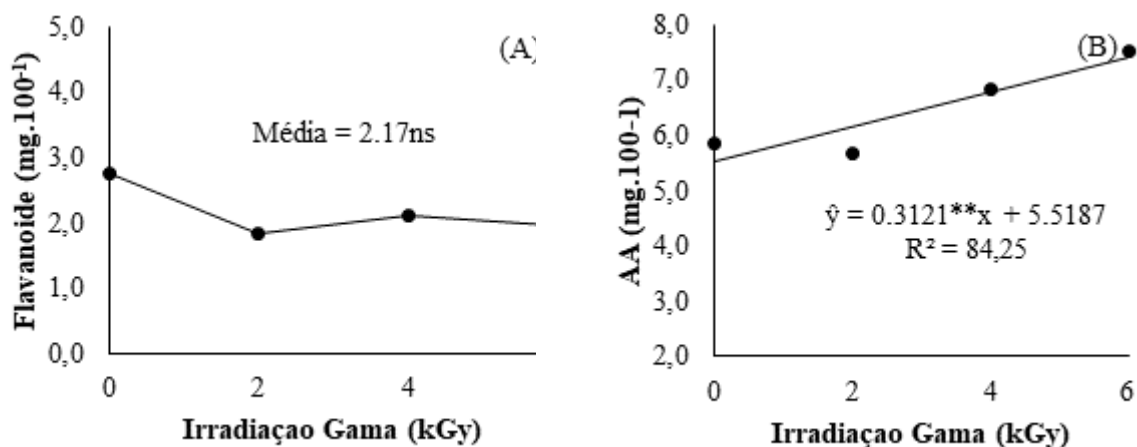 5,0
4,0
3,0
2,0
1,0
0,0
Flavanoide (mg.100⁻¹)
(A)
Média = 2.17ns
0
2
4
Irradiaçao Gama (kGy)
8,0
7,0
6,0
5,0
4,0
3,0
2,0
AA (mg.100-1)
(B)
ŷ = 0.3121**x + 5.5187
R² = 84,25
0
2
4
6
Irradiaçao Gama (kGy)